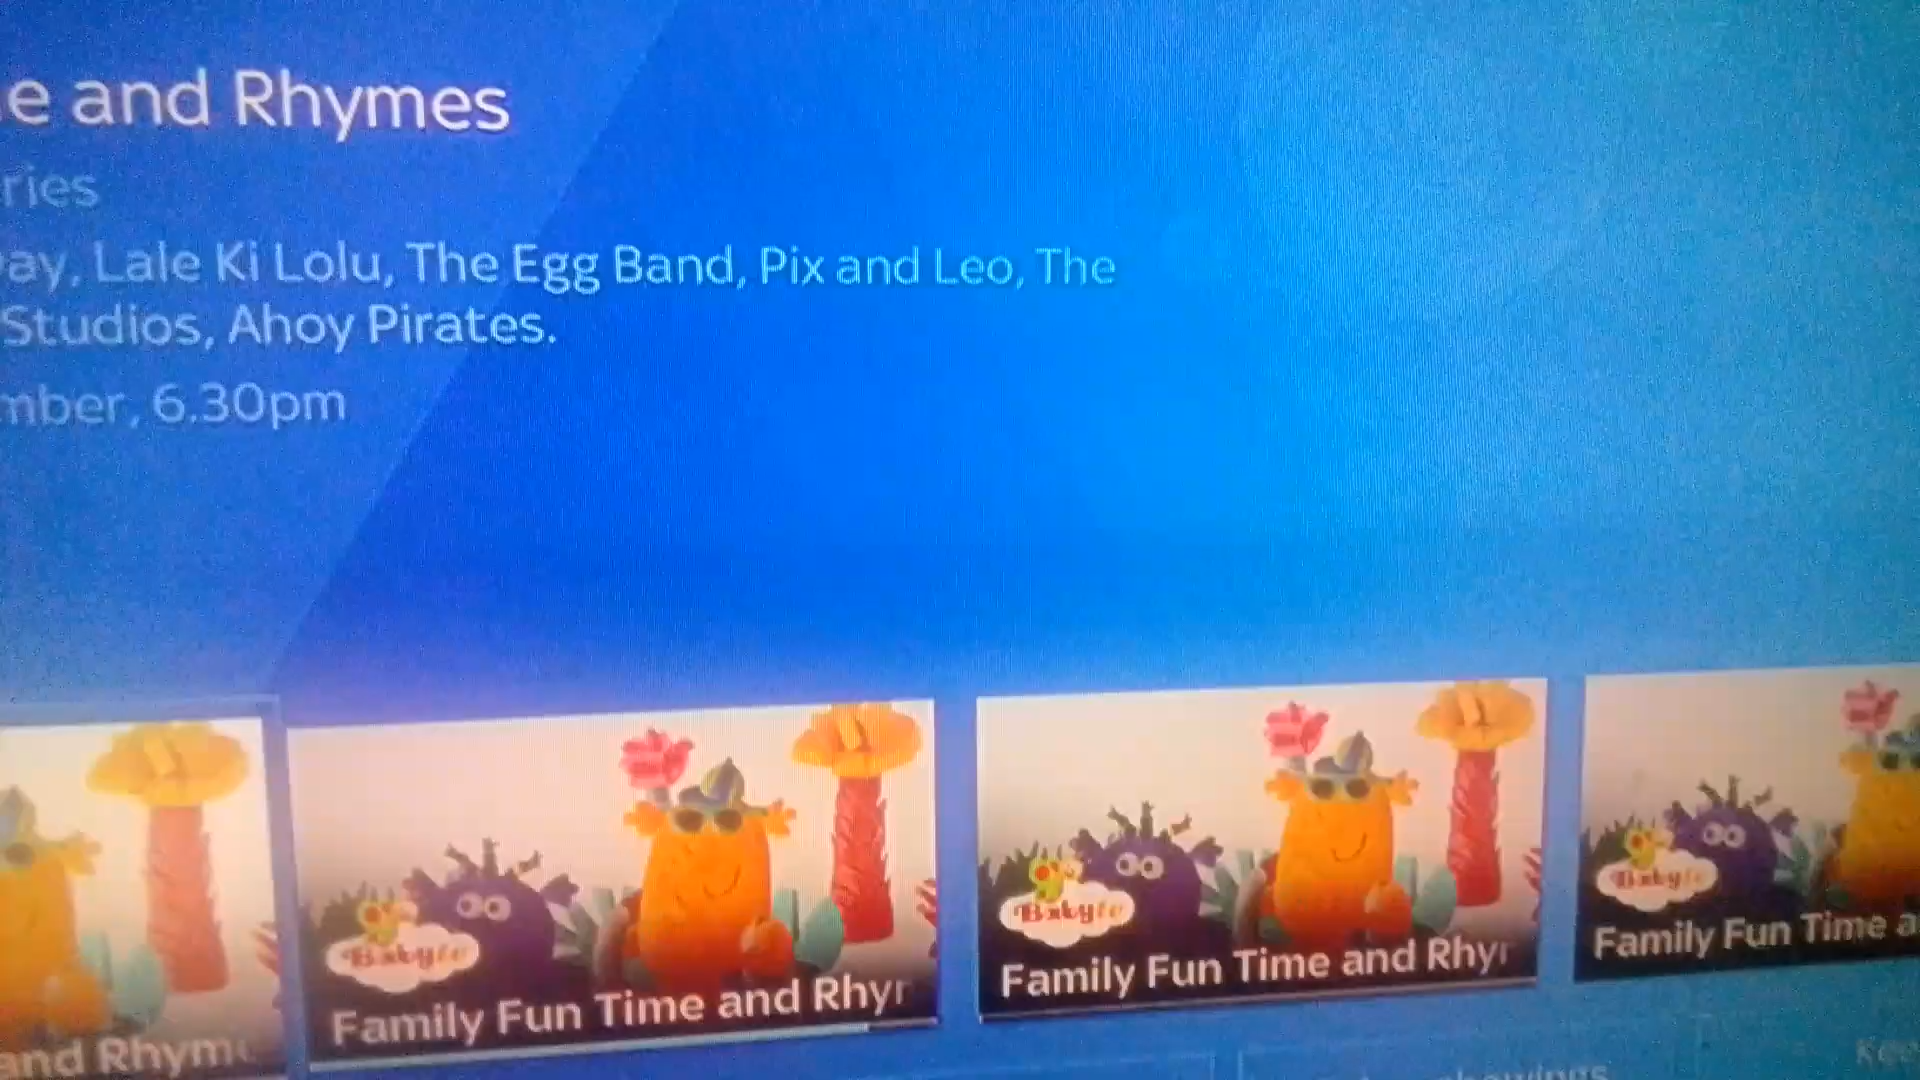 e and Rhymes
ries
ay, Lale Ki Lolu, The Egg Band, Pix and Leo, The
Studios, Ahoy Pirates.
mber, 6.30pm
Babytv
Babytv
Babytv
and Rhym
Family Fun Time and Rhyr
Family Fun Time and Rhyr
Family Fun Time a